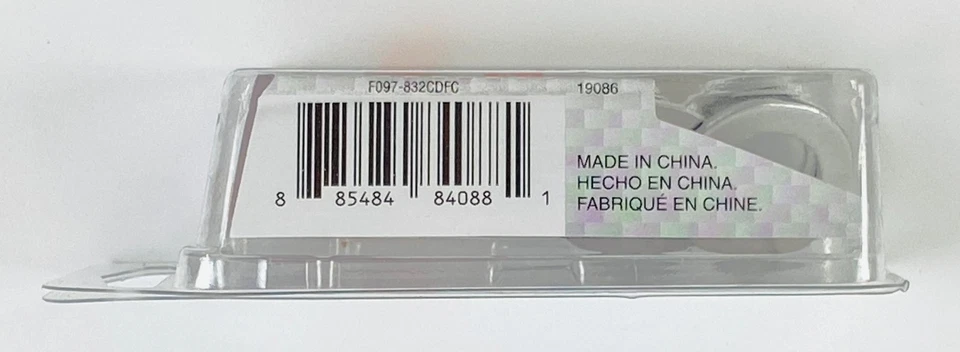 F097-832CDFC 19086
8 85484 84088 1
MADE IN CHINA.
HECHO EN CHINA.
FABRIQUÉ EN CHINE.